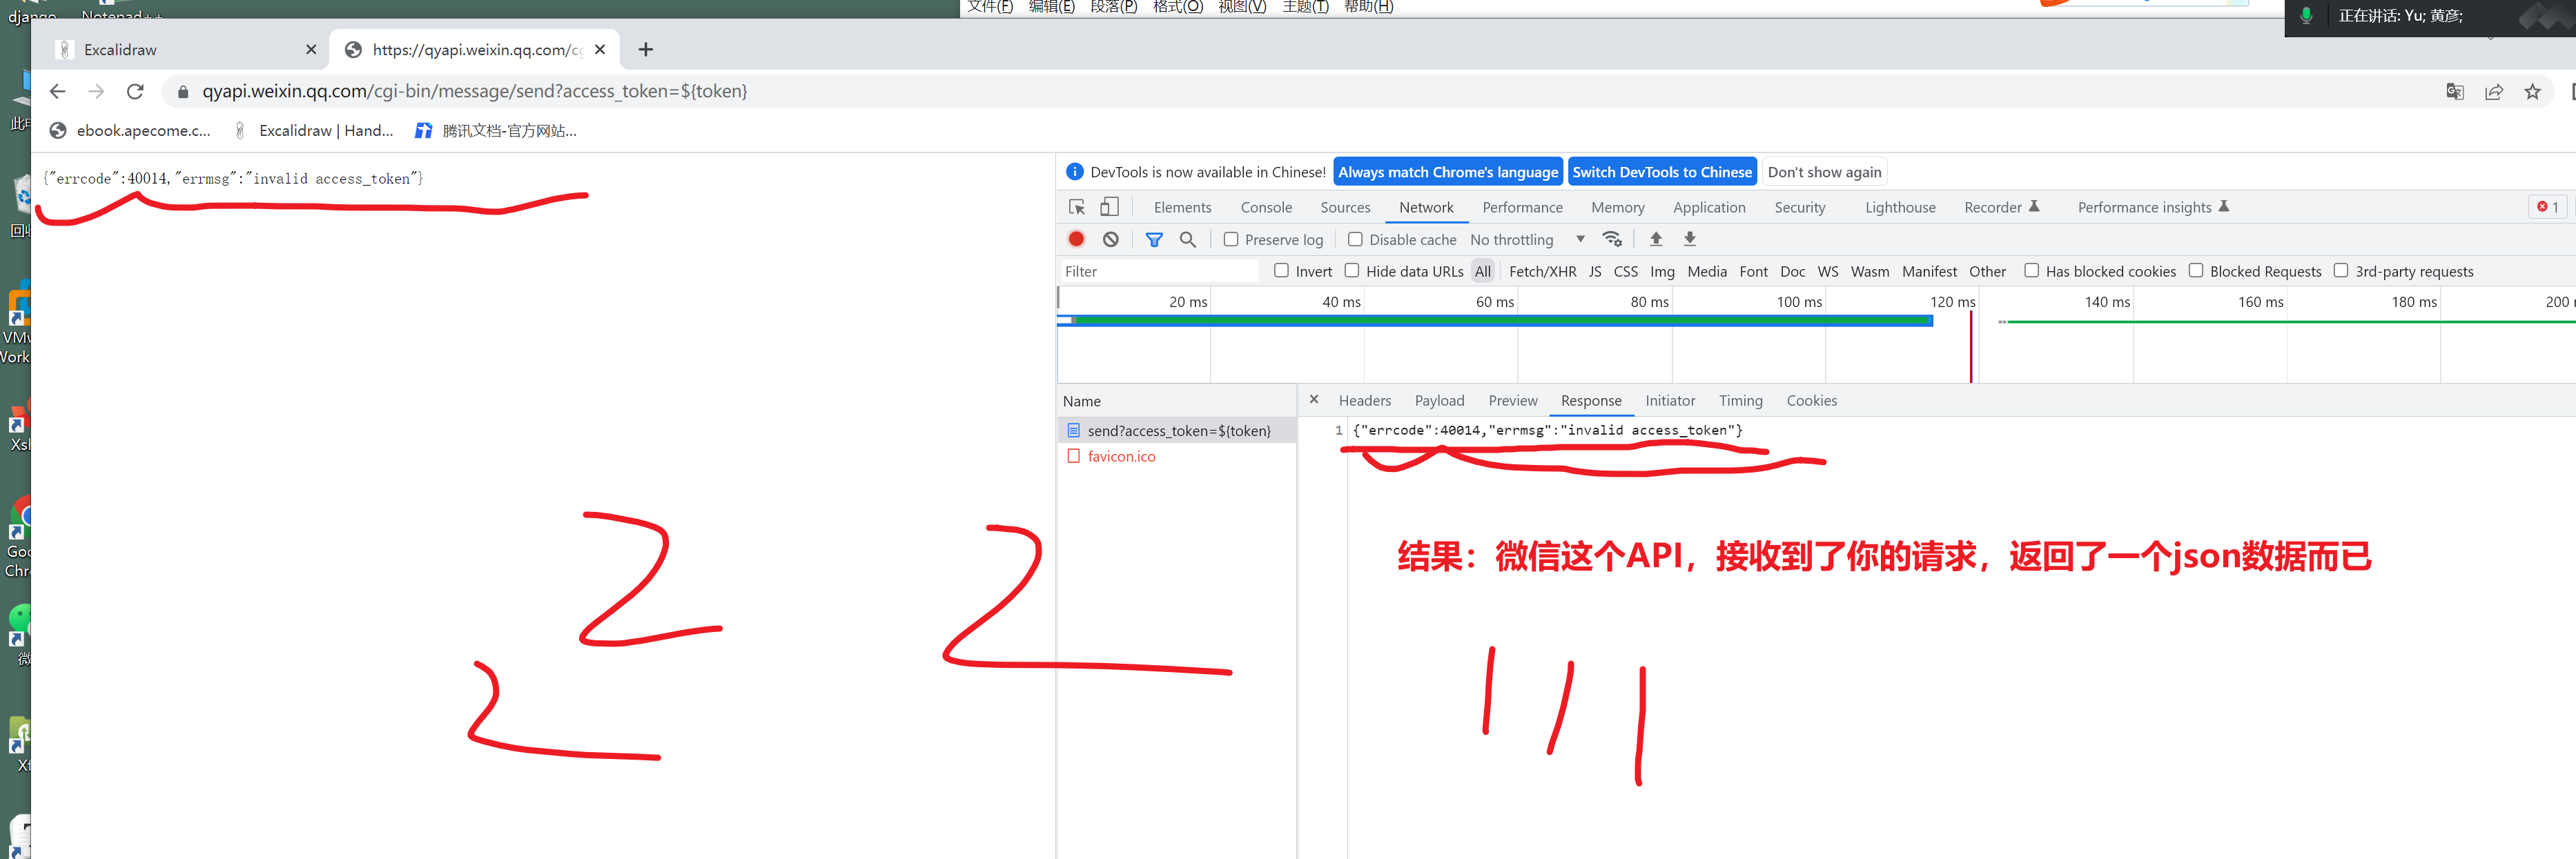 django
Notepad++
文件(F) 编辑(E) 段落(P) 格式(O) 视图(V) 主题(T) 帮助(H)
正在讲话: Yu; 黄彦;
Excalidraw
https://qyapi.weixin.qq.com/cg
qyapi.weixin.qq.com/cgi-bin/message/send?access_token=${token}
ebook.apecome.c... Excalidraw | Hand... 腾讯文档-官方网站...
{"errcode":40014,"errmsg":"invalid access_token"}
DevTools is now available in Chinese! Always match Chrome's language Switch DevTools to Chinese Don't show again
Elements Console Sources Network Performance Memory Application Security Lighthouse Recorder Performance insights 1
Preserve log Disable cache No throttling
Filter Invert Hide data URLs All Fetch/XHR JS CSS Img Media Font Doc WS Wasm Manifest Other Has blocked cookies Blocked Requests 3rd-party requests
20 ms 40 ms 60 ms 80 ms 100 ms 120 ms 140 ms 160 ms 180 ms 200
Name
Headers Payload Preview Response Initiator Timing Cookies
send?access_token=${token}
favicon.ico
1 {"errcode":40014,"errmsg":"invalid access_token"}
结果：微信这个API，接收到了你的请求，返回了一个json数据而已
2 2
2
1 1 1
此
回收
VMw
Work
Xsh
Goo
Chr
微
Xf